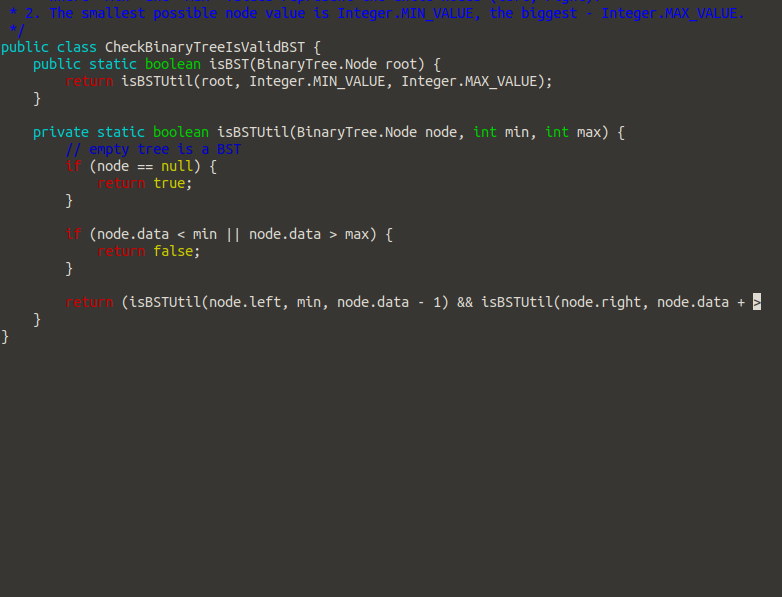 * 2. The smallest possible node value is Integer.MIN_VALUE, the biggest - Integer.MAX_VALUE.
*/
public class CheckBinaryTreeIsValidBST {
    public static boolean isBST(BinaryTree.Node root) {
        return isBSTUtil(root, Integer.MIN_VALUE, Integer.MAX_VALUE);
    }
    private static boolean isBSTUtil(BinaryTree.Node node, int min, int max) {
        // empty tree is a BST
        if (node == null) {
            return true;
        }
        if (node.data < min || node.data > max) {
            return false;
        }
        return (isBSTUtil(node.left, min, node.data - 1) && isBSTUtil(node.right, node.data + >
    }
}